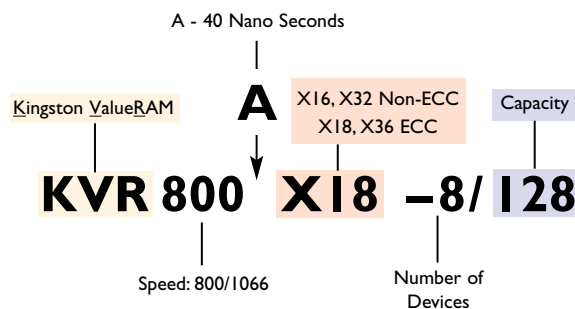 A - 40 Nano Seconds
A
X16, X32 Non-ECC
X18, X36 ECC
Capacity
Kingston ValueRAM
KVR 800 X18 –8/ 128
Speed: 800/1066
Number of
Devices